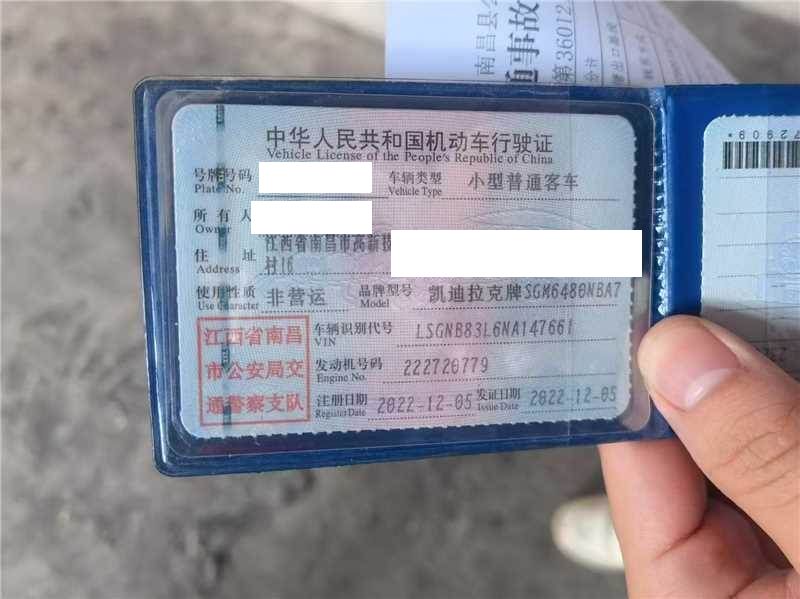 南昌县公
通事故
第36012
中华人民共和国机动车行驶证
Vehicle License of the People's Republic of China
号牌号码
Plate No.
车辆类型 小型普通客车
Vehicle Type
所有人
Owner
住址 江西省南昌市高新技
Address 村16
使用性质 非营运 品牌型号 凯迪拉克牌SGM6480NBA7
Use Character Model
江西省南昌
市公安局交
通警察支队
车辆识别代号 LSGNB83L6NA147661
VIN
发动机号码 222720779
Engine No.
注册日期 2022-12-05 发证日期 2022-12-05
Register Date Issue Date